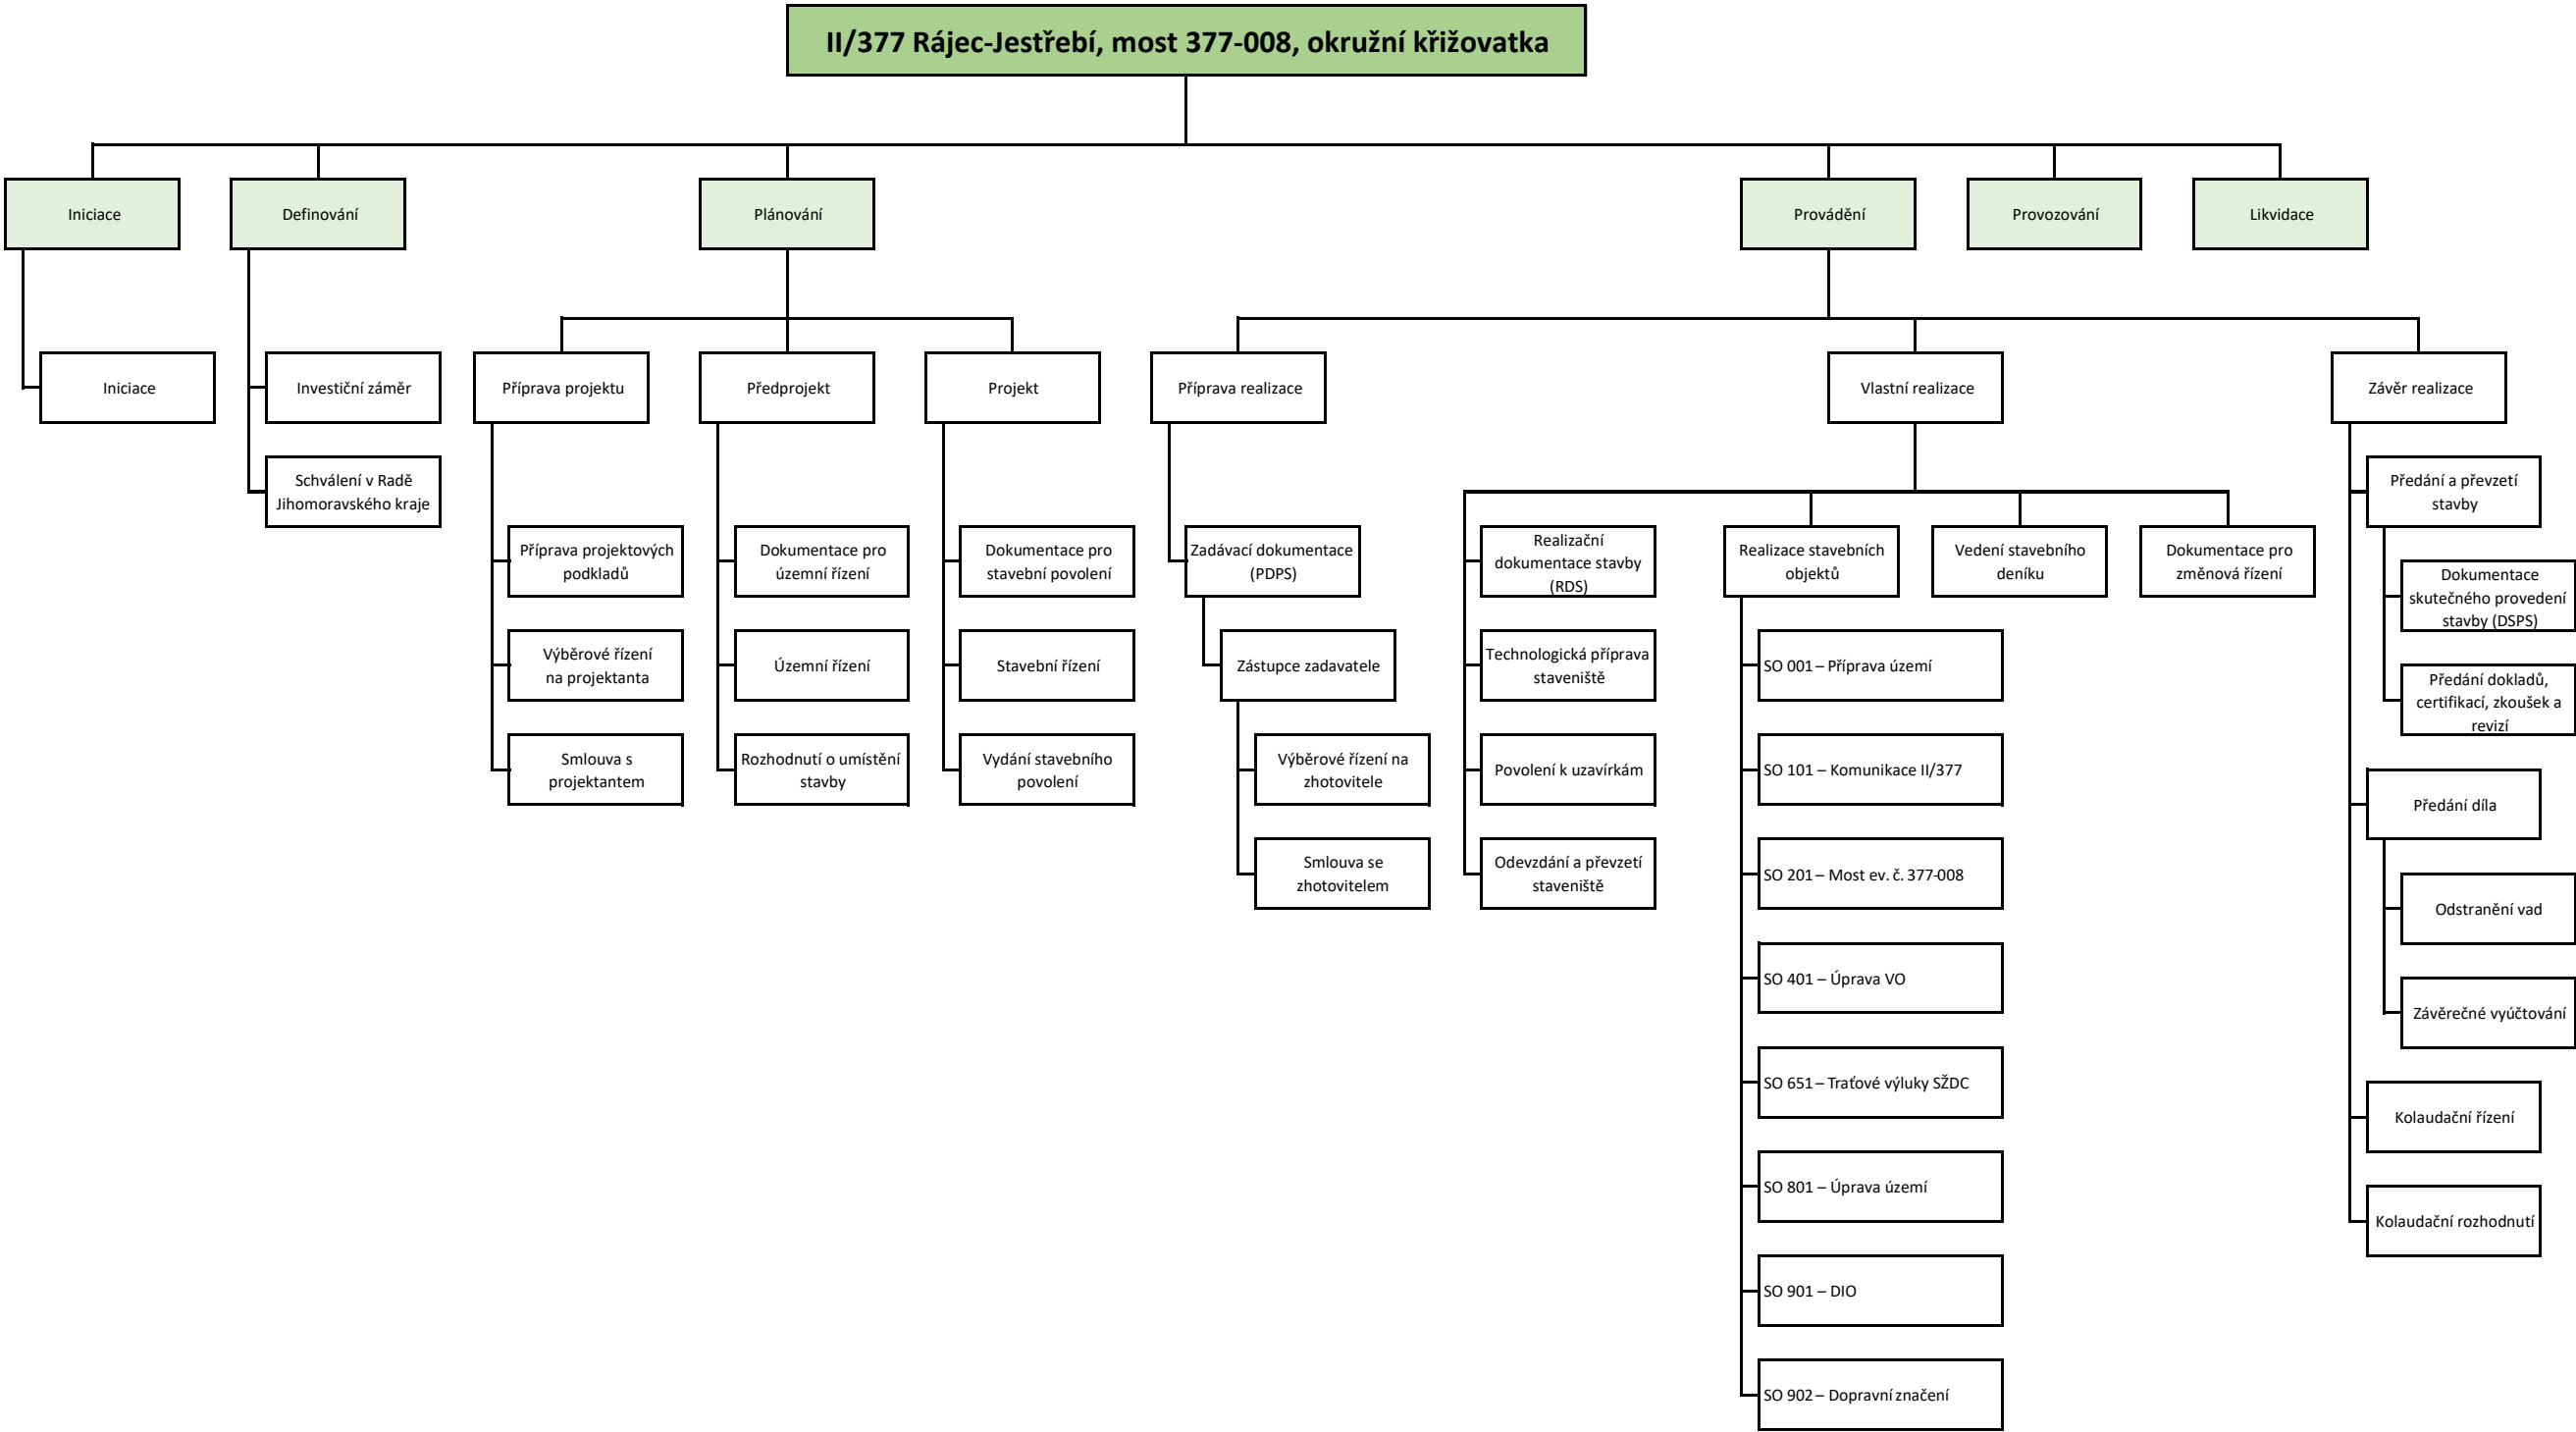 II/377 Rájec-Jestřebí, most 377-008, okružní křižovatka
Iniciace
Definování
Plánování
Provádění
Provozování
Likvidace
Iniciace
Investiční záměr
Příprava projektu
Předprojekt
Projekt
Příprava realizace
Vlastní realizace
Závěr realizace
Schválení v Radě
Jihomoravského kraje
Příprava projektových
podkladů
Výběrové řízení
na projektanta
Smlouva s
projektantem
Dokumentace pro
územní řízení
Územní řízení
Rozhodnutí o umístění
stavby
Dokumentace pro
stavební povolení
Stavební řízení
Vydání stavebního
povolení
Zadávací dokumentace
(PDPS)
Zástupce zadavatele
Výběrové řízení na
zhotovitele
Smlouva se
zhotovitelem
Realizační
dokumentace stavby
(RDS)
Technologická příprava
staveniště
Povolení k uzavírkám
Odevzdání a převzetí
staveniště
Realizace stavebních
objektů
SO 001 – Příprava území
SO 101 – Komunikace II/377
SO 201 – Most ev. č. 377-008
SO 401 – Úprava VO
SO 651 – Traťové výluky SŽDC
SO 801 – Úprava území
SO 901 – DIO
SO 902 – Dopravní značení
Vedení stavebního
deníku
Dokumentace pro
změnová řízení
Předání a převzetí
stavby
Dokumentace
skutečného provedení
stavby (DSPS)
Předání dokladů,
certifikací, zkoušek a
revizí
Předání díla
Odstranění vad
Závěrečné vyúčtování
Kolaudační řízení
Kolaudační rozhodnutí